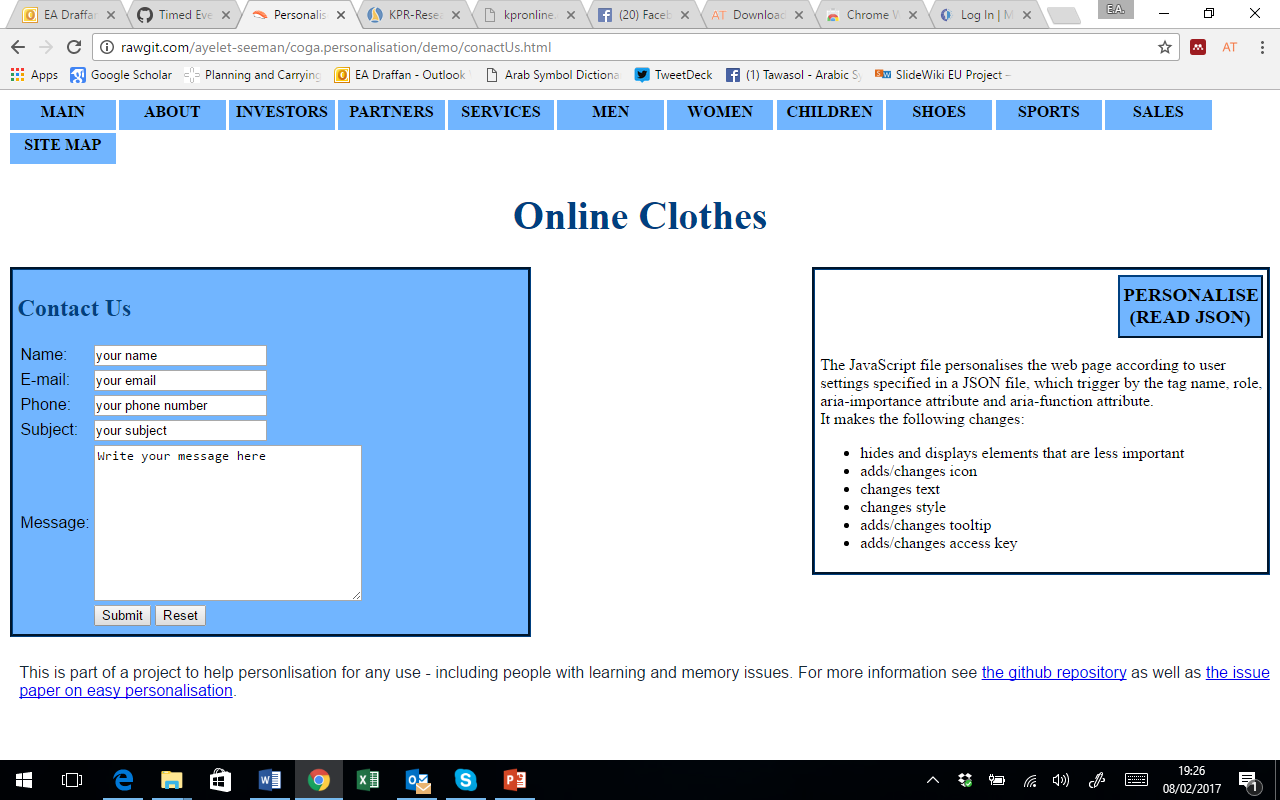 EA Draffan
Timed Eve
Personalis
KPR-Resea
kpronline.
(20) Faceb
AT Download
Chrome W
Log In | M
E.A.
rawgit.com/ayelet-seeman/coga.personalisation/demo/conactUs.html
AT
Apps
Google Scholar
Planning and Carrying
EA Draffan - Outlook
Arab Symbol Dictiona
TweetDeck
(1) Tawasol - Arabic Sy
SlideWiki EU Project –
MAIN
ABOUT
INVESTORS
PARTNERS
SERVICES
MEN
WOMEN
CHILDREN
SHOES
SPORTS
SALES
SITE MAP
Online Clothes
Contact Us
Name:
your name
E-mail:
your email
Phone:
your phone number
Subject:
your subject
Message:
Write your message here
Submit
Reset
PERSONALISE
(READ JSON)
The JavaScript file personalises the web page according to user
settings specified in a JSON file, which trigger by the tag name, role,
aria-importance attribute and aria-function attribute.
It makes the following changes:
• hides and displays elements that are less important
• adds/changes icon
• changes text
• changes style
• adds/changes tooltip
• adds/changes access key
This is part of a project to help personlisation for any use - including people with learning and memory issues. For more information see the github repository as well as the issue
paper on easy personalisation.
19:26
08/02/2017
1